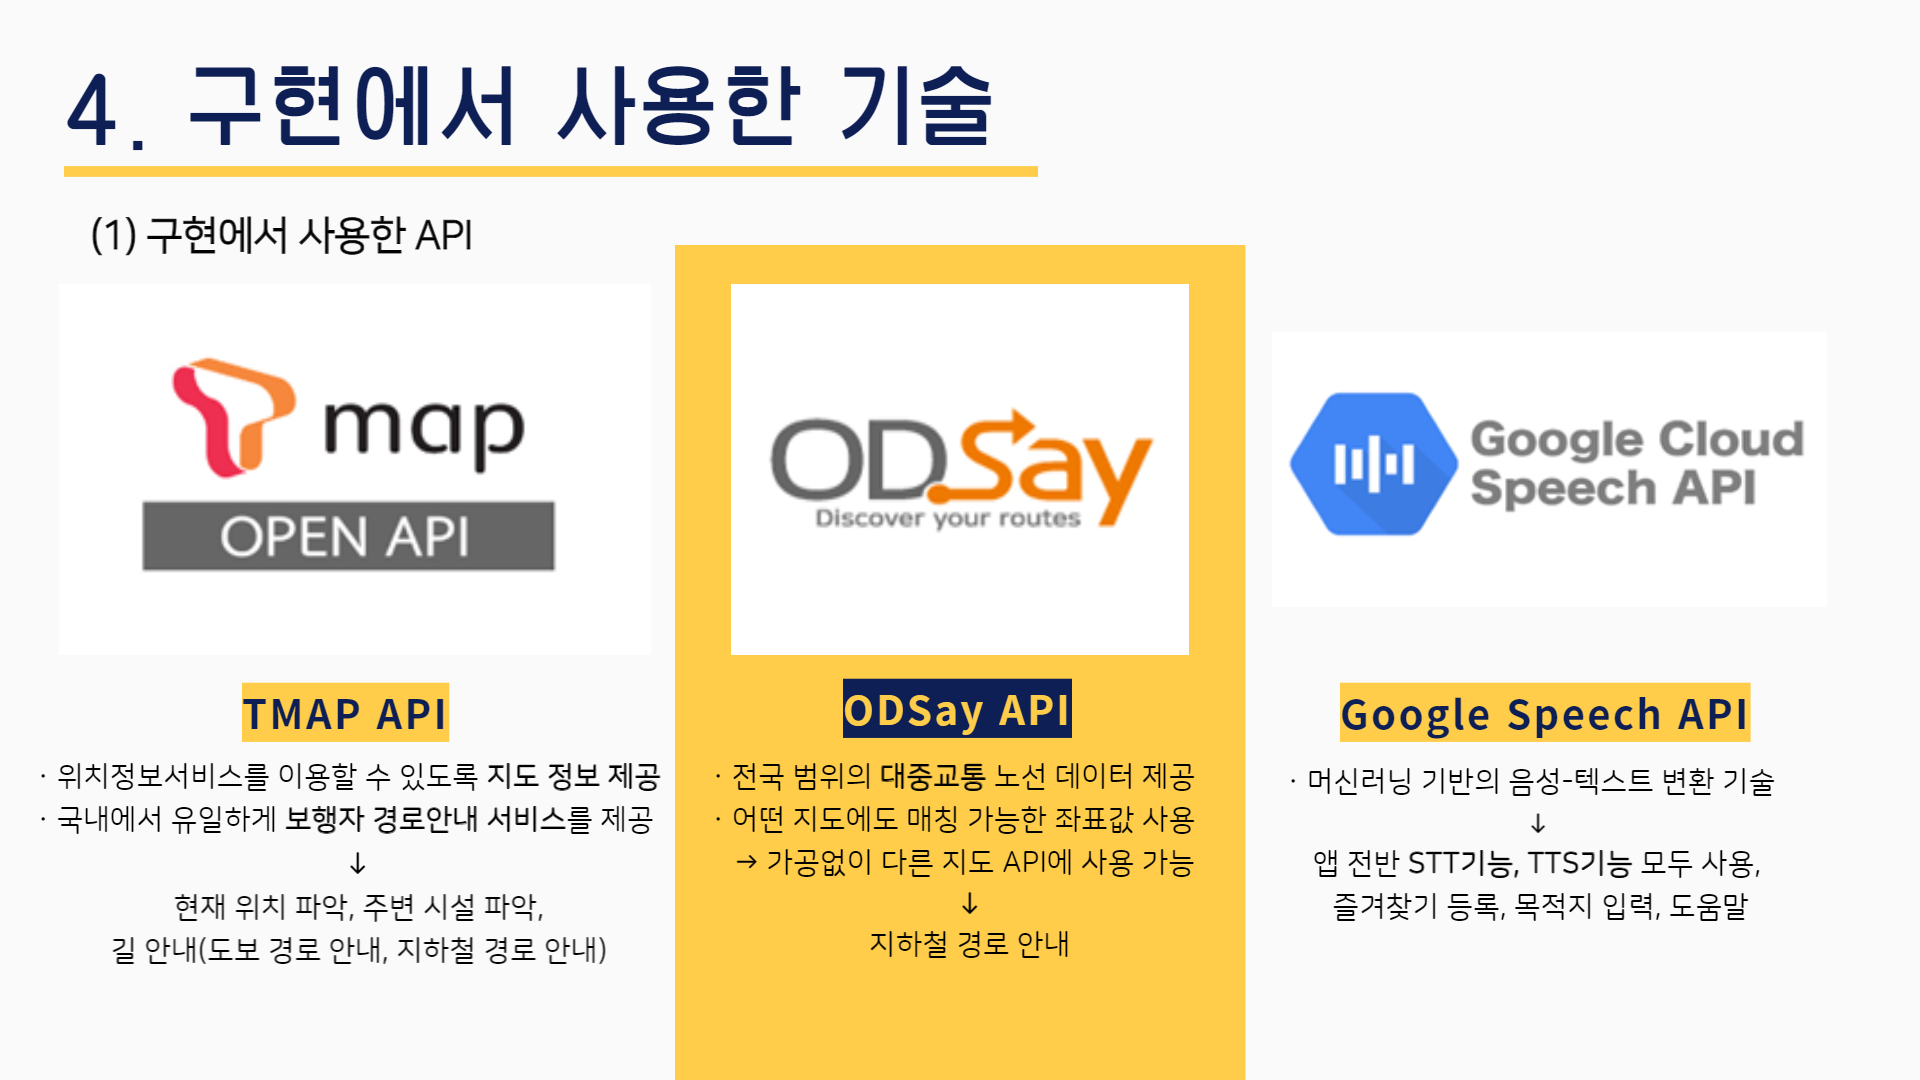 4. 구현에서 사용한 기술
(1) 구현에서 사용한 API
T map
OPEN API
TMAP API
· 위치정보서비스를 이용할 수 있도록 지도 정보 제공
· 국내에서 유일하게 보행자 경로안내 서비스를 제공
↓
현재 위치 파악, 주변 시설 파악,
길 안내(도보 경로 안내, 지하철 경로 안내)
ODSay
Discover your routes
ODSay API
· 전국 범위의 대중교통 노선 데이터 제공
· 어떤 지도에도 매칭 가능한 좌표값 사용
→ 가공없이 다른 지도 API에 사용 가능
↓
지하철 경로 안내
Google Cloud
Speech API
Google Speech API
· 머신러닝 기반의 음성-텍스트 변환 기술
↓
앱 전반 STT기능, TTS기능 모두 사용,
즐겨찾기 등록, 목적지 입력, 도움말